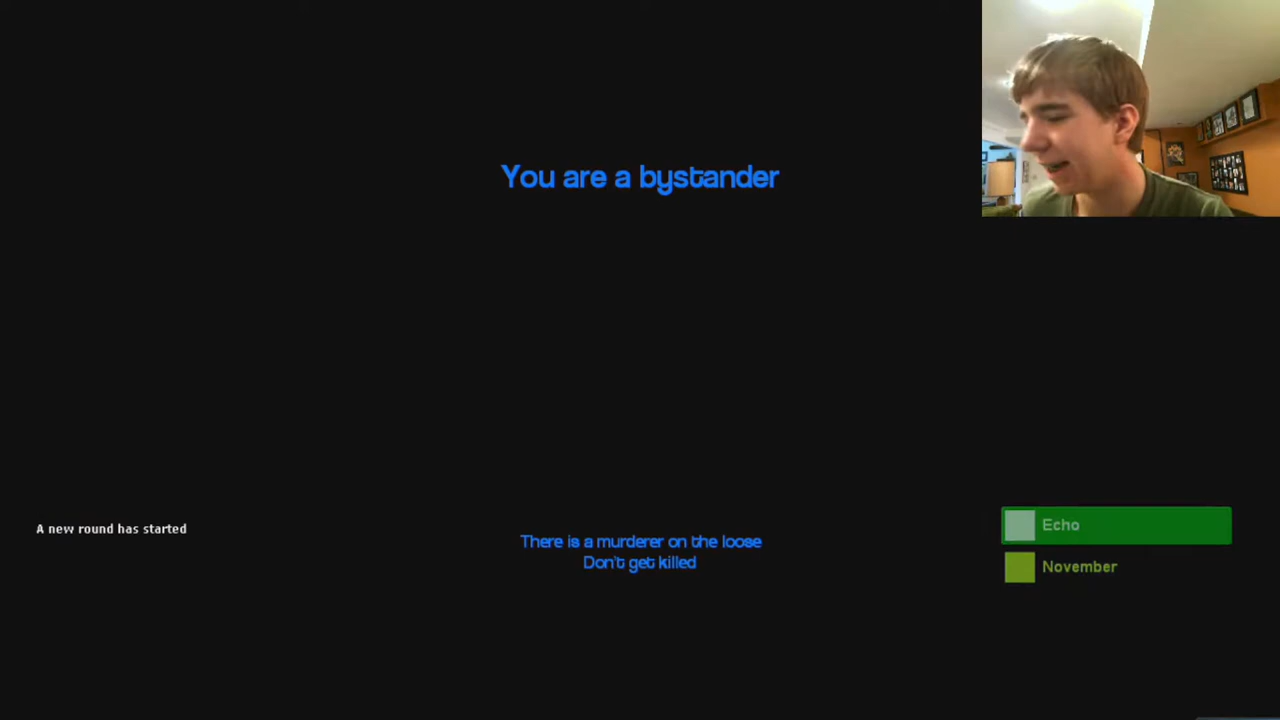 You are a bystander
A new round has started
There is a murderer on the loose
Don't get killed
Echo
November